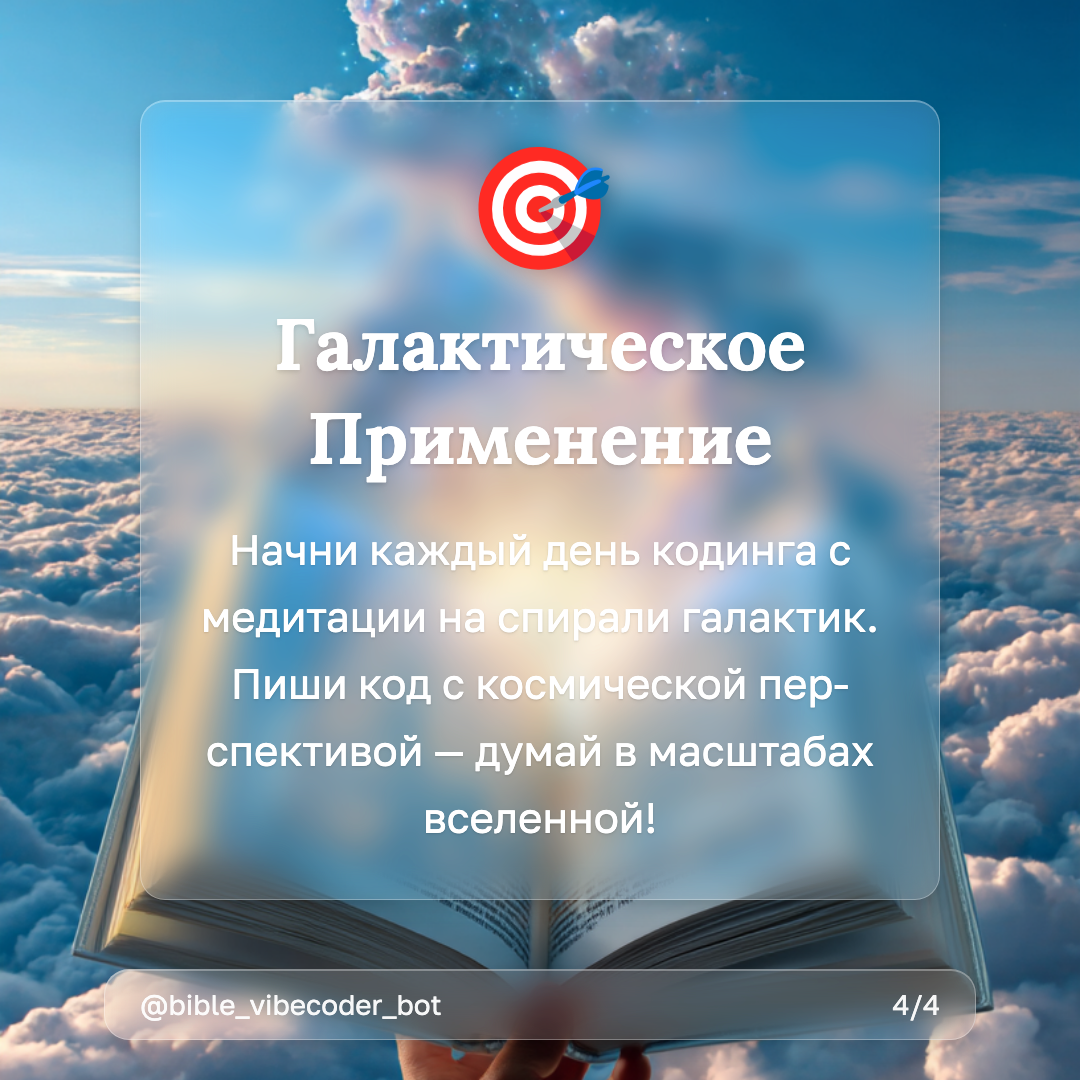 Галактическое
Применение
Начни каждый день кодинга с
медитации на спирали галактик.
Пиши код с космической пер-
спективой — думай в масштабах
вселенной!
@bible_vibecoder_bot
4/4